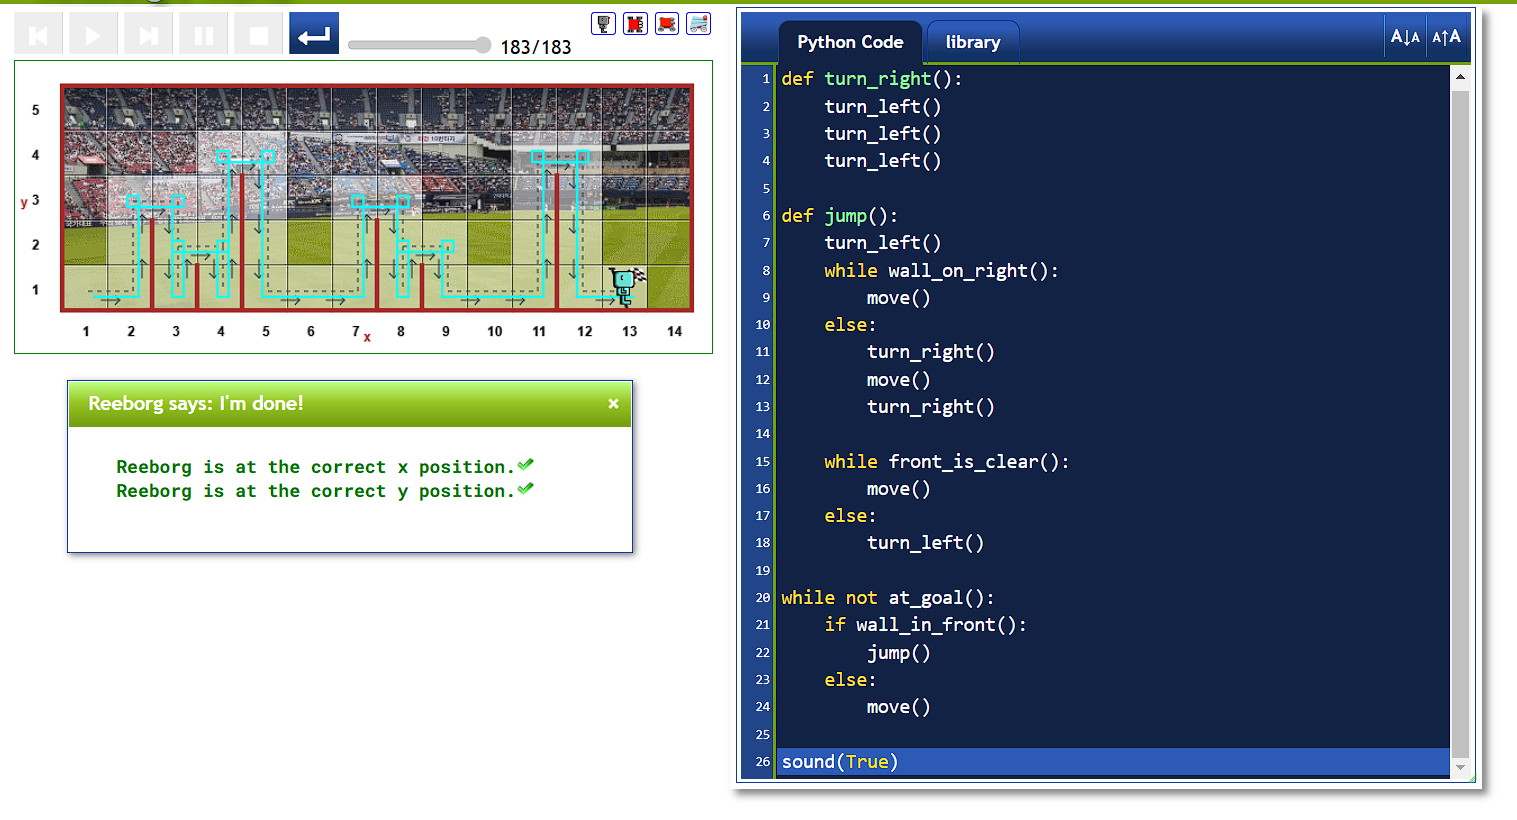 183/183
5
4
y 3
2
1
1 2 3 4 5 6 7 x 8 9 10 11 12 13 14
Reeborg says: I'm done! ×
Reeborg is at the correct x position.
Reeborg is at the correct y position.
Python Code library A↓A A↑A
1 def turn_right():
2     turn_left()
3     turn_left()
4     turn_left()
5
6 def jump():
7     turn_left()
8     while wall_on_right():
9         move()
10     else:
11         turn_right()
12         move()
13         turn_right()
14
15     while front_is_clear():
16         move()
17     else:
18         turn_left()
19
20 while not at_goal():
21     if wall_in_front():
22         jump()
23     else:
24         move()
25
26 sound(True)